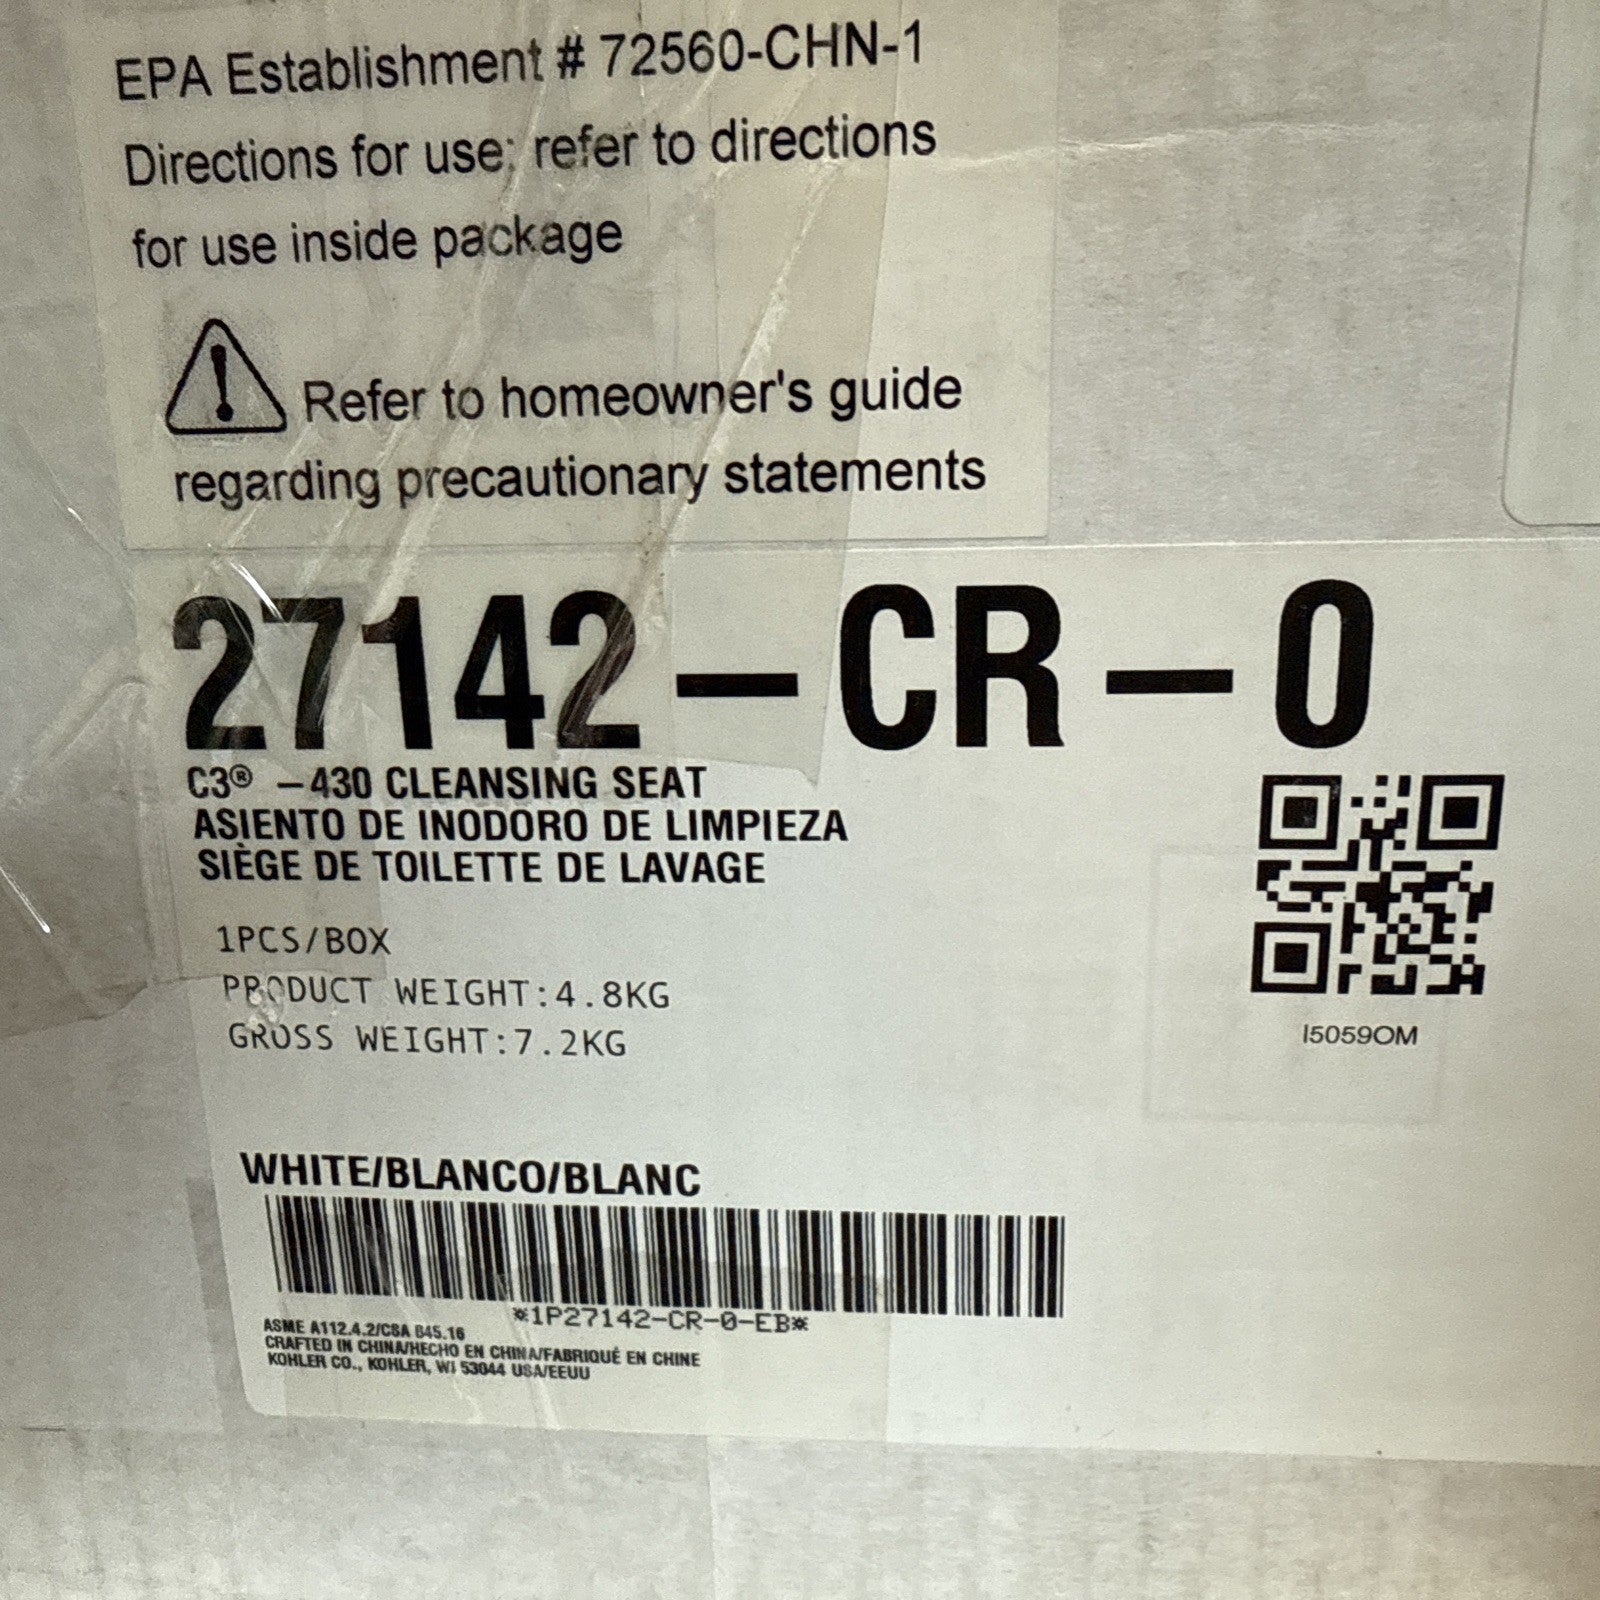 EPA Establishment # 72560-CHN-1
Directions for use: refer to directions
for use inside package
Refer to homeowner's guide
regarding precautionary statements
27142-CR-0
C3® -430 CLEANSING SEAT
ASIENTO DE INODORO DE LIMPIEZA
SIÈGE DE TOILETTE DE LAVAGE
1PCS/BOX
PRODUCT WEIGHT:4.8KG
GROSS WEIGHT:7.2KG
I5059OM
WHITE/BLANCO/BLANC
*1P27142-CR-0-EB*
ASME A112.4.2/CSA B45.16
CRAFTED IN CHINA/HECHO EN CHINA/FABRIQUÉ EN CHINE
KOHLER CO., KOHLER, WI 53044 USA/EEUU